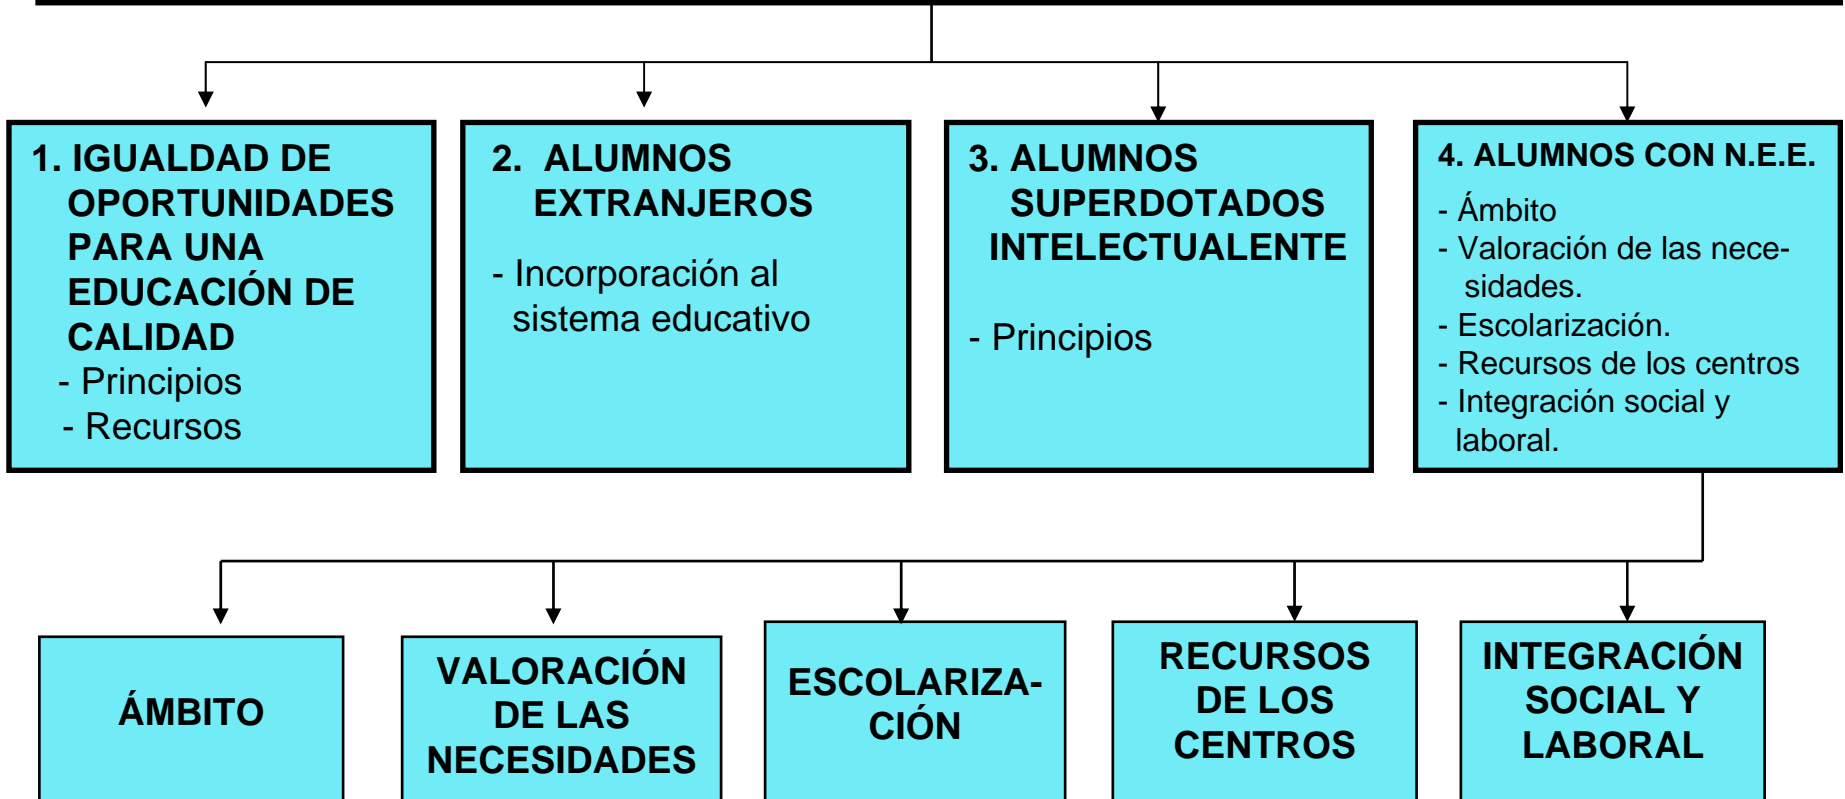 1. IGUALDAD DE
OPORTUNIDADES
PARA UNA
EDUCACIÓN DE
CALIDAD
- Principios
- Recursos
2. ALUMNOS
EXTRANJEROS
- Incorporación al
sistema educativo
3. ALUMNOS
SUPERDOTADOS
INTELECTUALENTE
- Principios
4. ALUMNOS CON N.E.E.
- Ámbito
- Valoración de las nece-
sidades.
- Escolarización.
- Recursos de los centros
- Integración social y
laboral.
ÁMBITO
VALORACIÓN
DE LAS
NECESIDADES
ESCOLARIZA-
CIÓN
RECURSOS
DE LOS
CENTROS
INTEGRACIÓN
SOCIAL Y
LABORAL